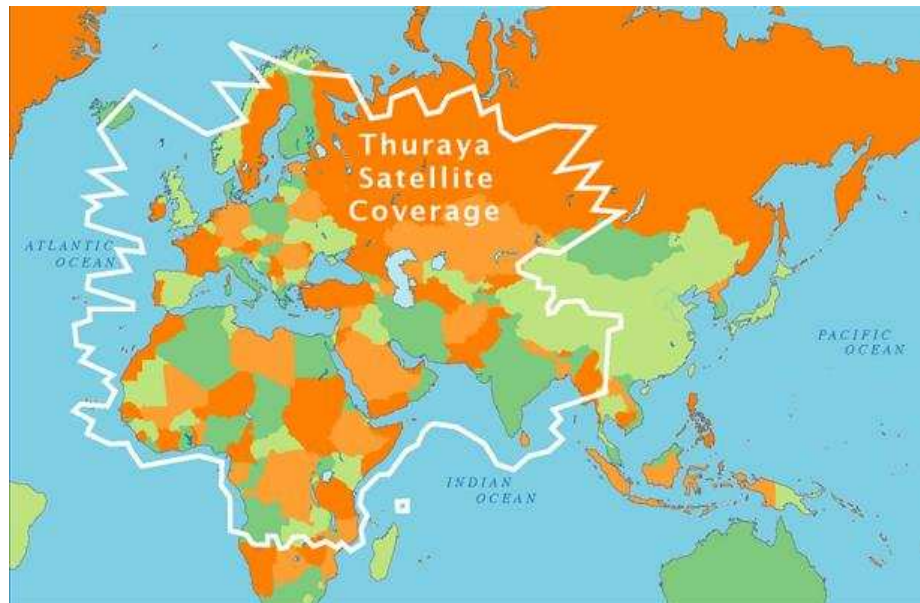 Thuraya
Satellite
Coverage
ATLANTIC
OCEAN
PACIFIC
OCEAN
INDIAN
OCEAN